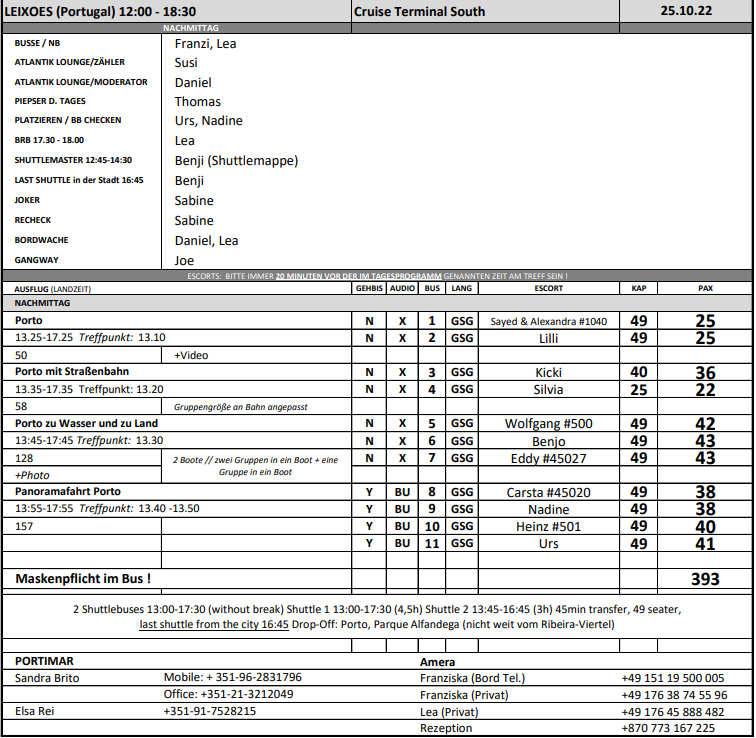 LEIXOES (Portugal) 12:00 - 18:30 Cruise Terminal South 25.10.22
NACHMITTAG
BUSSE / NB Franzi, Lea
ATLANTIK LOUNGE/ZÄHLER Susi
ATLANTIK LOUNGE/MODERATOR Daniel
PIEPSER D. TAGES Thomas
PLATZIEREN / BB CHECKEN Urs, Nadine
BRB 17.30 - 18.00 Lea
SHUTTLEMASTER 12:45-14:30 Benji (Shuttlemappe)
LAST SHUTTLE in der Stadt 16:45 Benji
JOKER Sabine
RECHECK Sabine
BORDWACHE Daniel, Lea
GANGWAY Joe
ESCORTS: BITTE IMMER 20 MINUTEN VOR DER IM TAGESPROGRAMM GENANNTEN ZEIT AM TREFF SEIN !
AUSFLUG (LANDZEIT) GEHBIS AUDIO BUS LANG ESCORT KAP PAX
NACHMITTAG
Porto N X 1 GSG Sayed & Alexandra #1040 49 25
13.25-17.25 Treffpunkt: 13.10 N X 2 GSG Lilli 49 25
50 +Video
Porto mit Straßenbahn N X 3 GSG Kicki 40 36
13.35-17.35 Treffpunkt: 13.20 N X 4 GSG Silvia 25 22
58 Gruppengröße an Bahn angepasst
Porto zu Wasser und zu Land N X 5 GSG Wolfgang #500 49 42
13:45-17:45 Treffpunkt: 13.30 N X 6 GSG Benjo 49 43
128 2 Boote // zwei Gruppen in ein Boot + eine N X 7 GSG Eddy #45027 49 43
+Photo Gruppe in ein Boot
Panoramafahrt Porto Y BU 8 GSG Carsta #45020 49 38
13:55-17:55 Treffpunkt: 13.40 -13.50 Y BU 9 GSG Nadine 49 38
157 Y BU 10 GSG Heinz #501 49 40
Y BU 11 GSG Urs 49 41
Maskenpflicht im Bus ! 393
2 Shuttlebuses 13:00-17:30 (without break) Shuttle 1 13:00-17:30 (4,5h) Shuttle 2 13:45-16:45 (3h) 45min transfer, 49 seater,
last shuttle from the city 16:45 Drop-Off: Porto, Parque Alfandega (nicht weit vom Ribeira-Viertel)
PORTIMAR Amera
Sandra Brito Mobile: + 351-96-2831796 Franziska (Bord Tel.) +49 151 19 500 005
Office: +351-21-3212049 Franziska (Privat) +49 176 38 74 55 96
Elsa Rei +351-91-7528215 Lea (Privat) +49 176 45 888 482
Rezeption +870 773 167 225